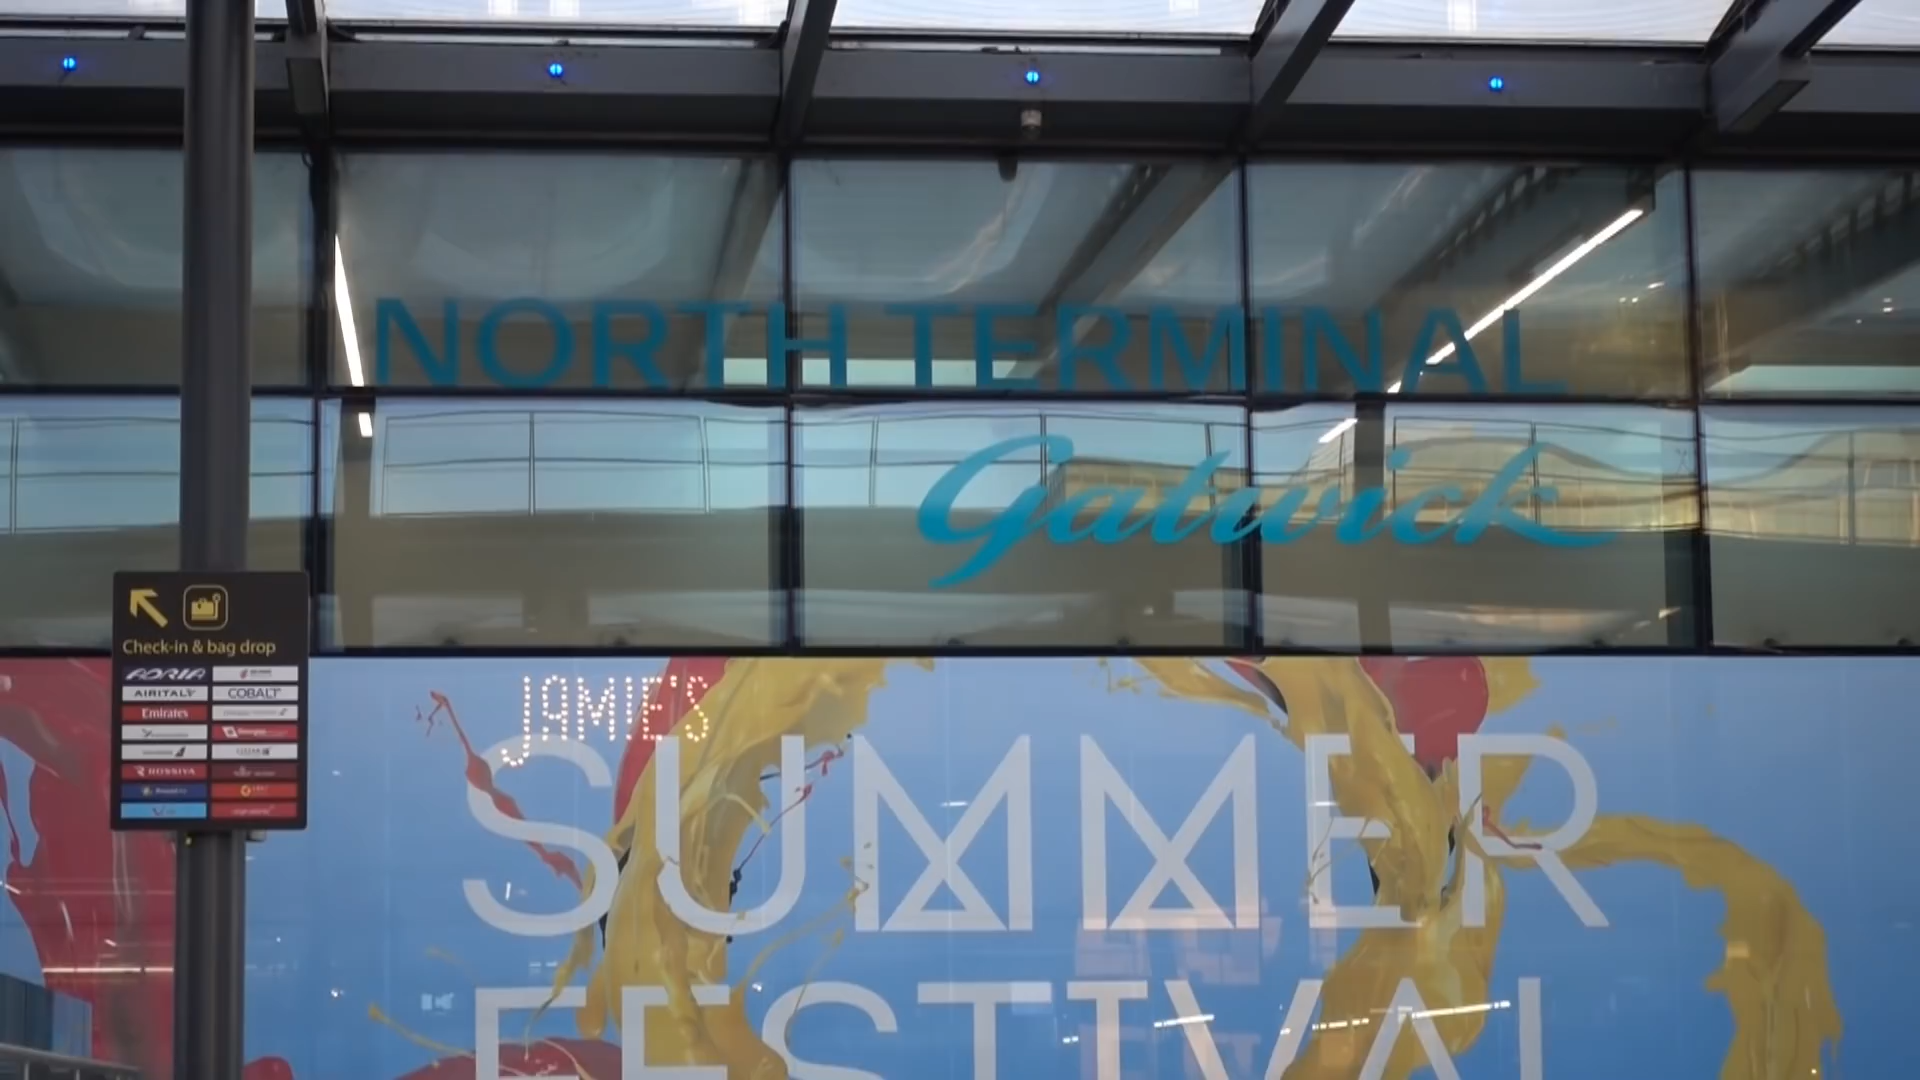 NORTH TERMINAL
Gatwick
Check-in & bag drop
ADRIA
AIRITALY COBALT
Emirates
ROSSIYA
JAMIE'S
SUMMER
FESTIVAL